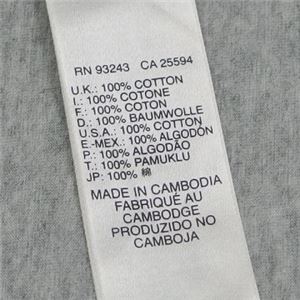 RN 93243 CA 25594
U.K.: 100% COTTON
I.: 100% COTONE
F.: 100% COTON
D.: 100% BAUMWOLLE
U.S.A.: 100% COTTON
E.-MEX.: 100% ALGODÓN
P.: 100% ALGODÃO
T.: 100% PAMUKLU
JP.: 100% 綿
MADE IN CAMBODIA
FABRIQUÉ AU
CAMBODGE
PRODUZIDO NO
CAMBOJA